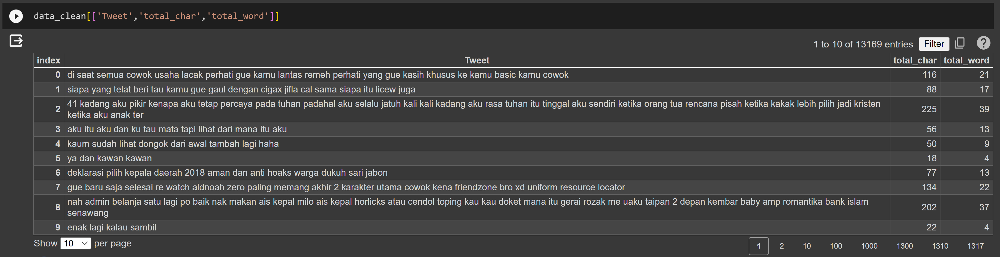 data_clean[['Tweet','total_char','total_word']]
1 to 10 of 13169 entries Filter
index Tweet total_char total_word
0 di saat semua cowok usaha lacak perhati gue kamu lantas remeh perhati yang gue kasih khusus ke kamu basic kamu cowok 116 21
1 siapa yang telat beri tau kamu gue gaul dengan cigax jifla cal sama siapa itu licew juga 88 17
2 41 kadang aku pikir kenapa aku tetap percaya pada tuhan padahal aku selalu jatuh kali kali kadang aku rasa tuhan itu tinggal aku sendiri ketika orang tua rencana pisah ketika kakak lebih pilih jadi kristen
ketika aku anak ter 225 39
3 aku itu aku dan ku tau mata tapi lihat dari mana itu aku 56 13
4 kaum sudah lihat dongok dari awal tambah lagi haha 50 9
5 ya dan kawan kawan 18 4
6 deklarasi pilih kepala daerah 2018 aman dan anti hoaks warga dukuh sari jabon 77 13
7 gue baru saja selesai re watch aldnoah zero paling memang akhir 2 karakter utama cowok kena friendzone bro xd uniform resource locator 134 22
8 nah admin belanja satu lagi po baik nak makan ais kepal milo ais kepal horlicks atau cendol toping kau kau doket mana itu gerai rozak me uaku taipan 2 depan kembar baby amp romantika bank islam
senawang 202 37
9 enak lagi kalau sambil 22 4
Show 10 per page 1 2 10 100 1000 1300 1310 1317